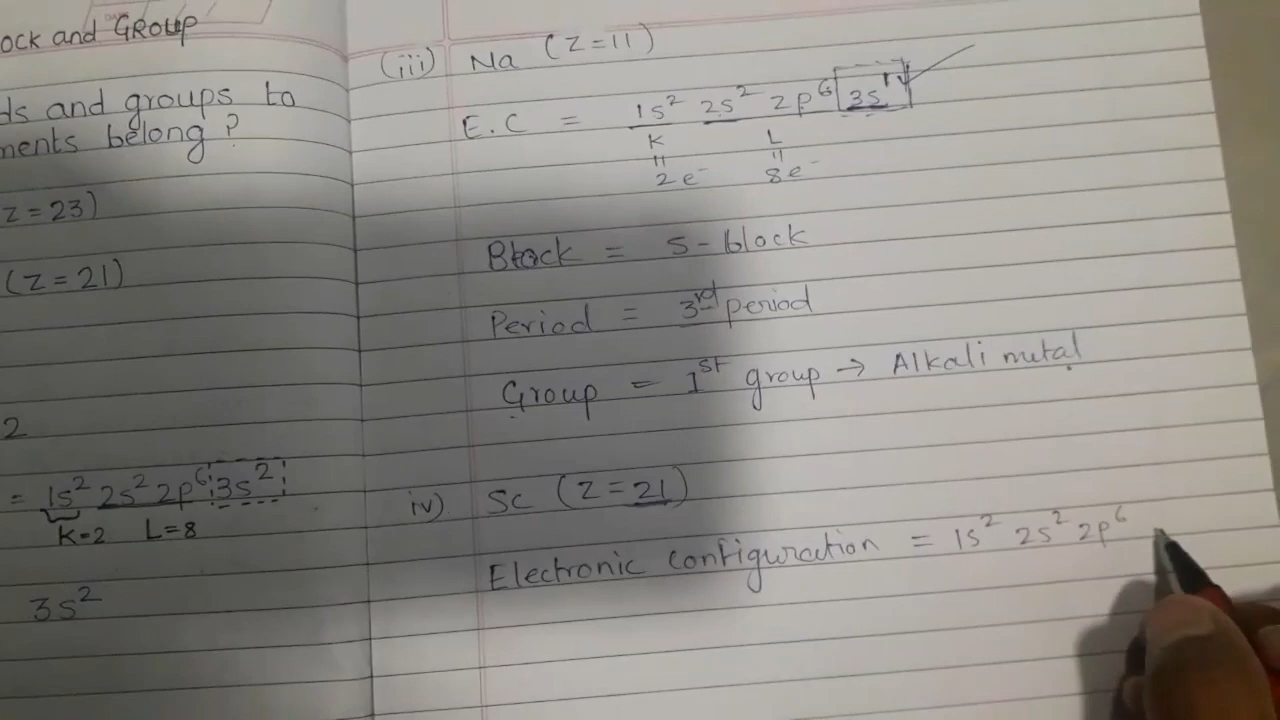 ock and GROUP
ds and groups to
ments belong?
z=23)
(Z=21)
2
= 1s² 2s² 2p⁶ 3s²
K=2 L=8
3s²
(iii) Na (Z=11)
E.C = 1s² 2s² 2p⁶ 3s¹
K L
" "
2e⁻ 8e⁻
Block = S-block
Period = 3rd period
Group = 1st group → Alkali metal
iv) Sc (Z=21)
Electronic configuration = 1s² 2s² 2p⁶